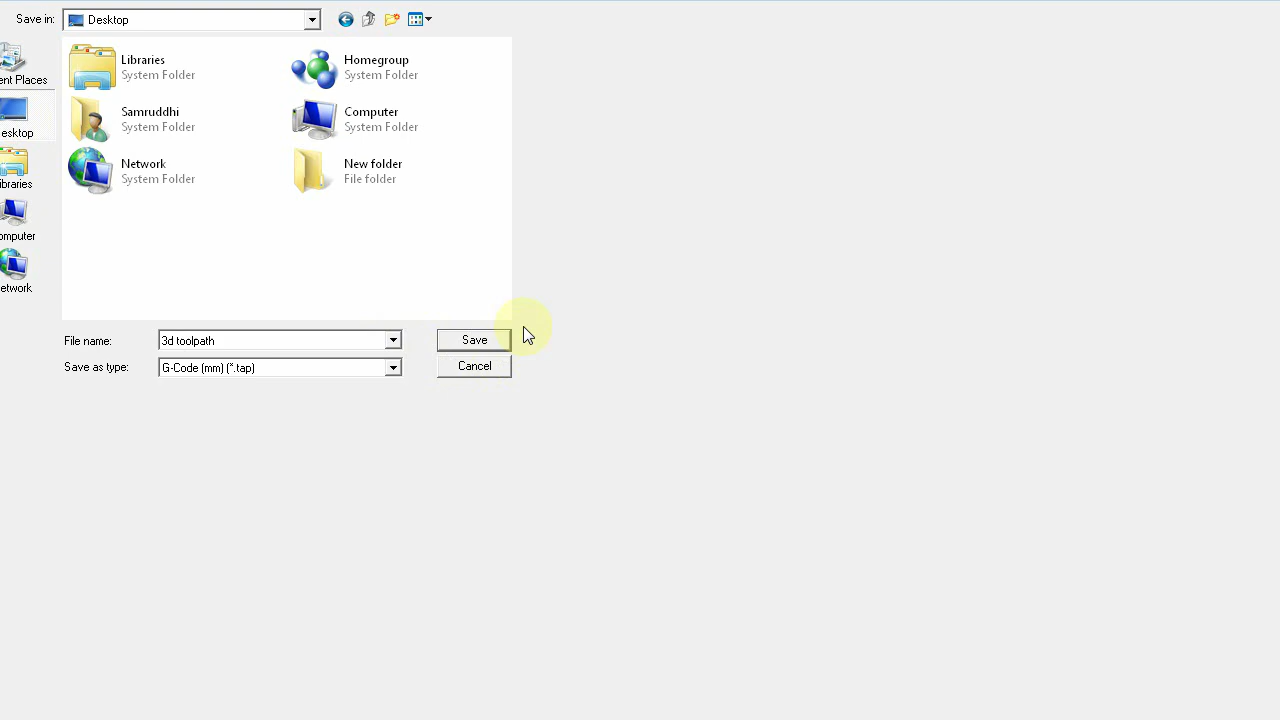 Save in: Desktop
Libraries
System Folder
Homegroup
System Folder
ent Places
Samruddhi
System Folder
Computer
System Folder
esktop
Network
System Folder
New folder
File folder
braries
omputer
etwork
File name: 3d toolpath Save
Save as type: G-Code (mm) (*.tap) Cancel